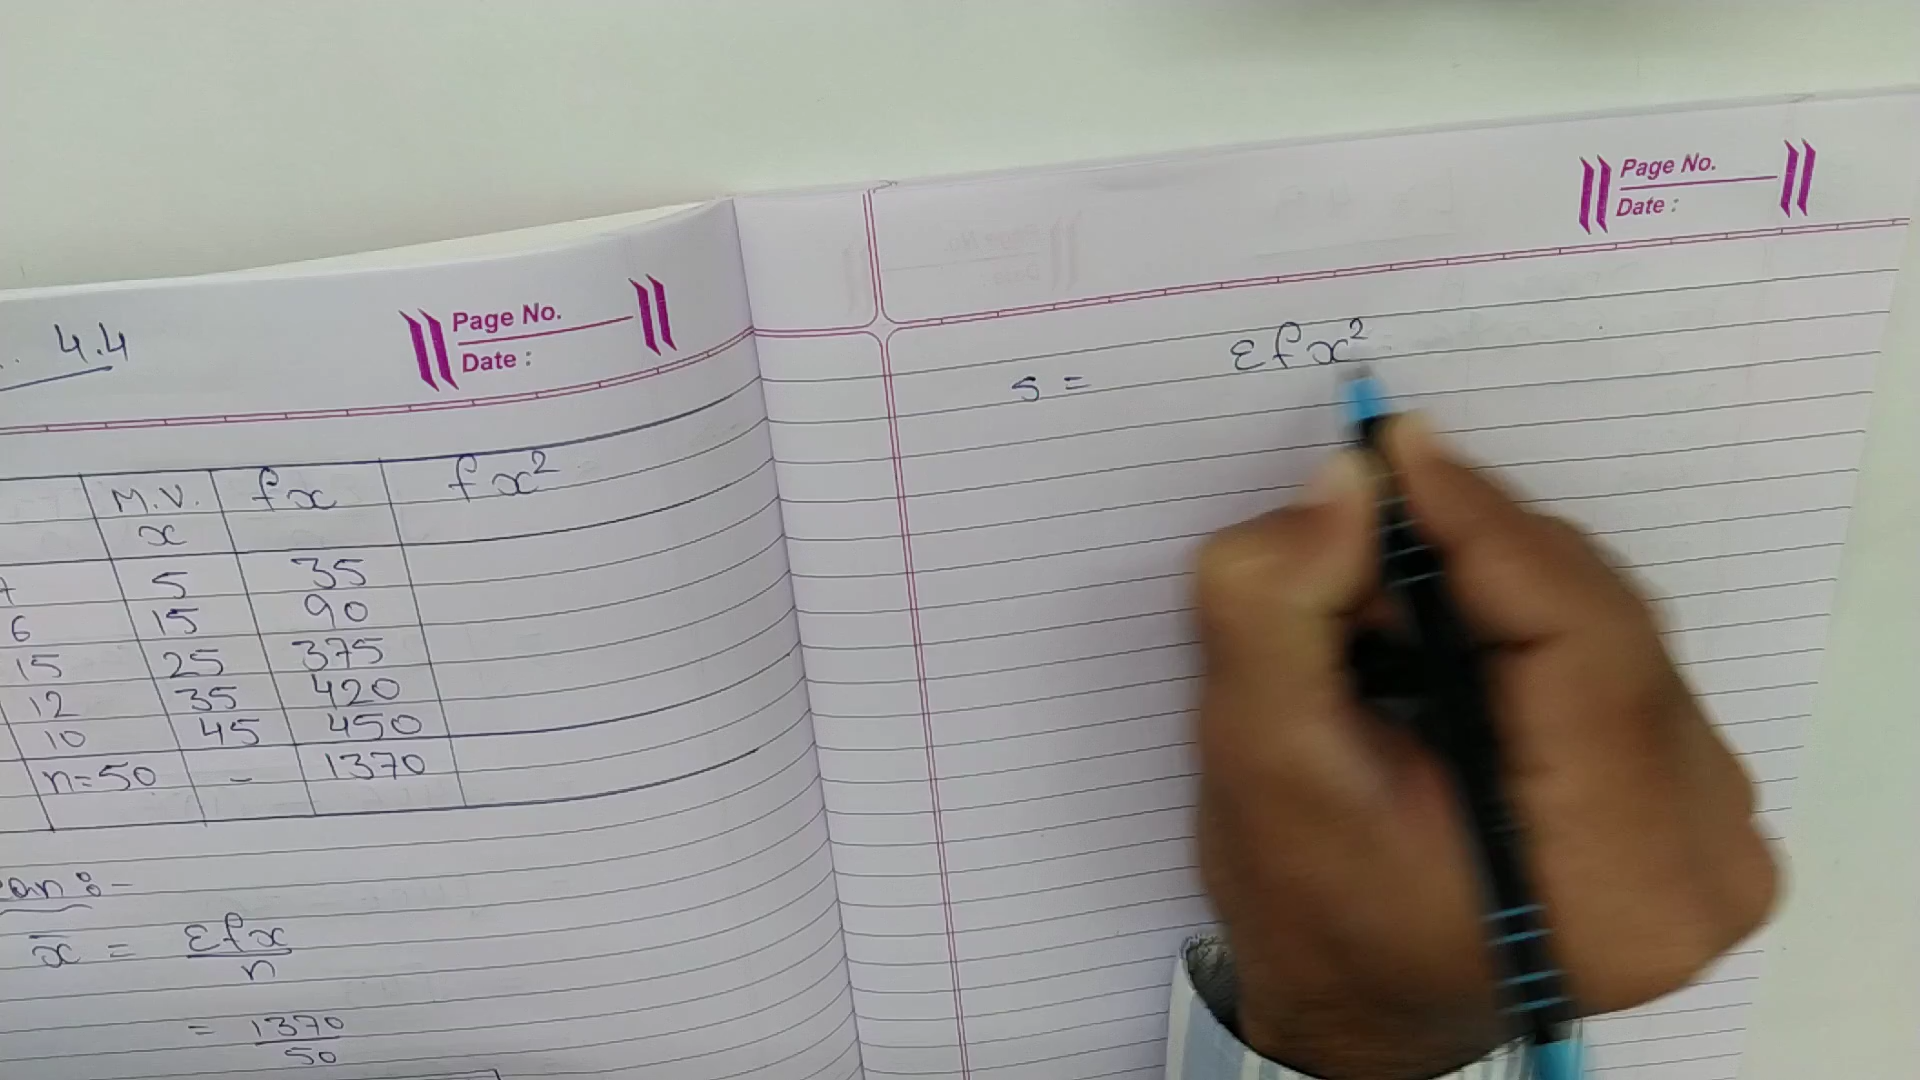 4.4
Page No.
Date :
M.V. fx fx²
x
7 5 35
6 15 90
15 25 375
12 35 420
10 45 450
n=50 - 1370
x̄ = Σfx
n
= 1370
50
Page No.
Date :
Σfx²
s =